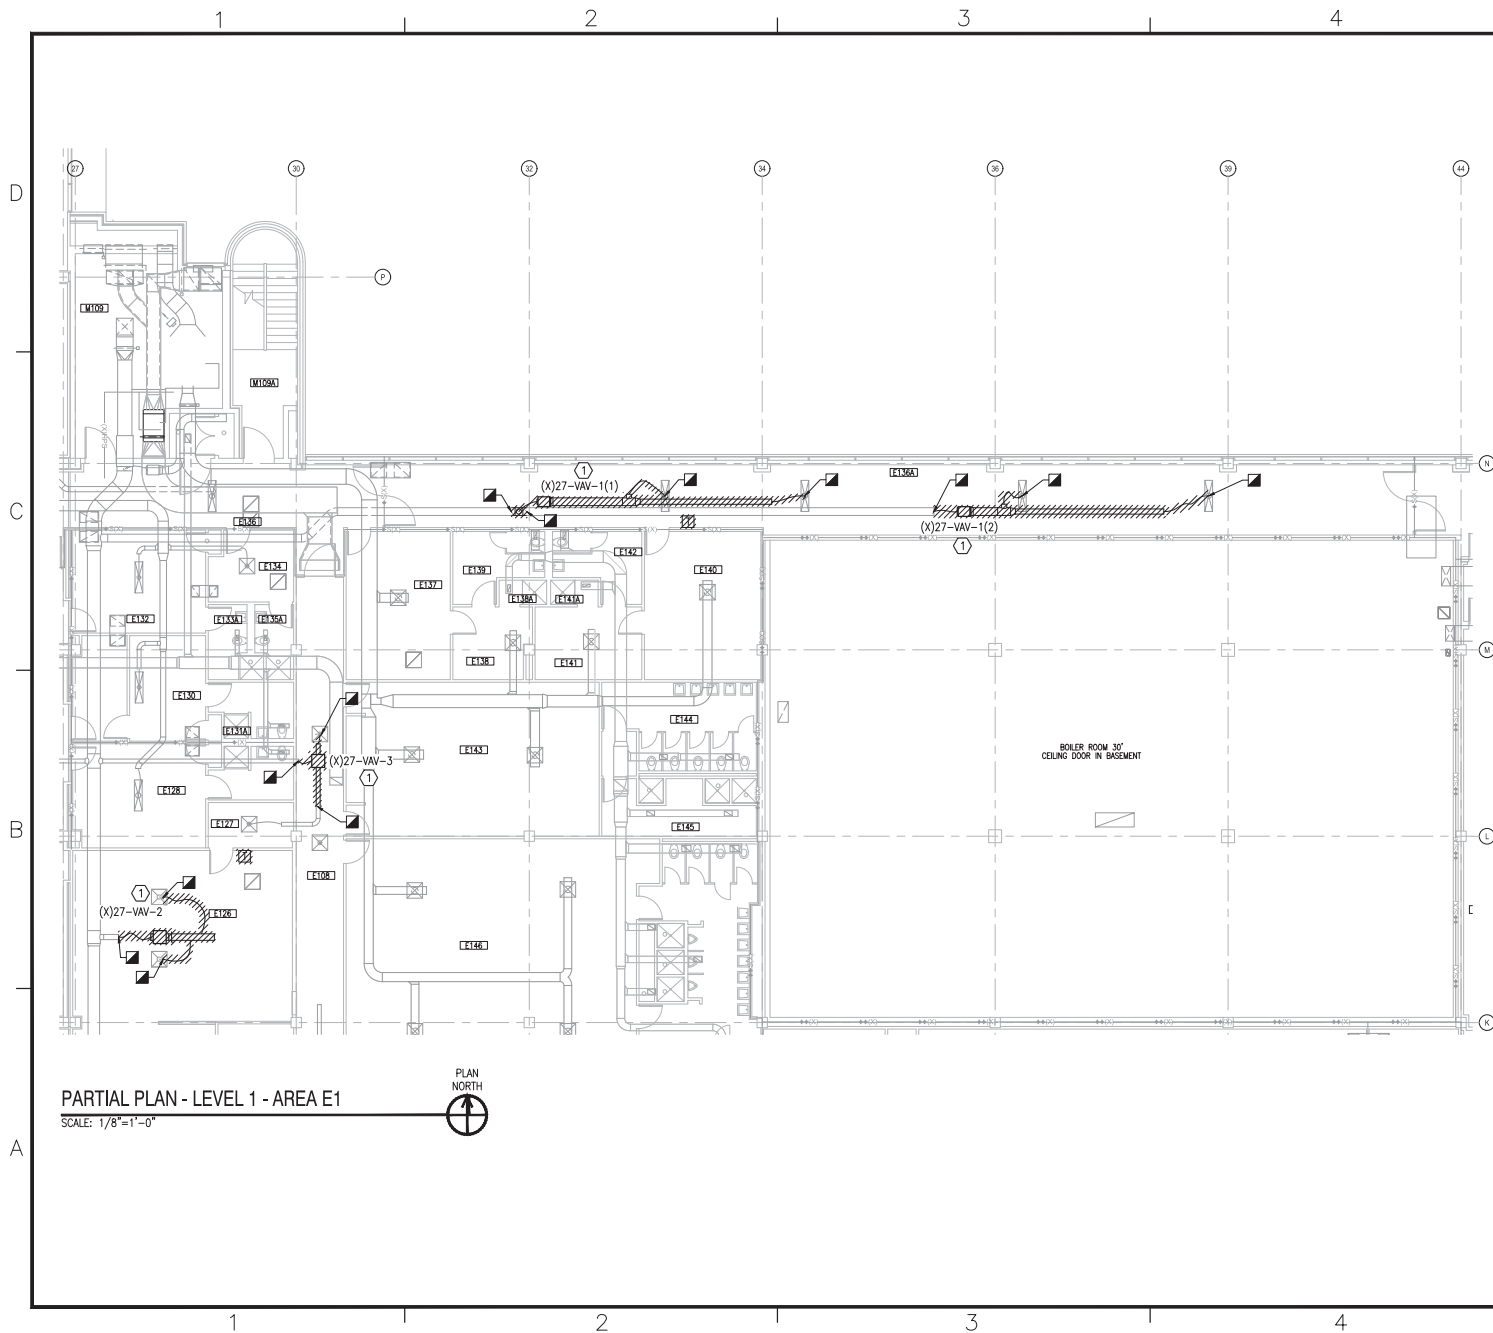 1 2 3 4
D
27 30 32 34 36 39 44
P
M109
M109A
N
E136A
1
(X)27-VAV-1(1)
C
E136
(X)27-VAV-1(2)
1
E142
E134
E139
E140
E137
E138A
E141A
E132
E133A
E135A
M
E138
E141
E130
E144
E131A
E143
BOILER ROOM 30'
CEILING DOOR IN BASEMENT
(X)27-VAV-3
1
E128
E127
E145
B
L
E108
1
(X)27-VAV-2
E126
E146
K
PLAN
NORTH
PARTIAL PLAN - LEVEL 1 - AREA E1
SCALE: 1/8"=1'-0"
A
1 2 3 4